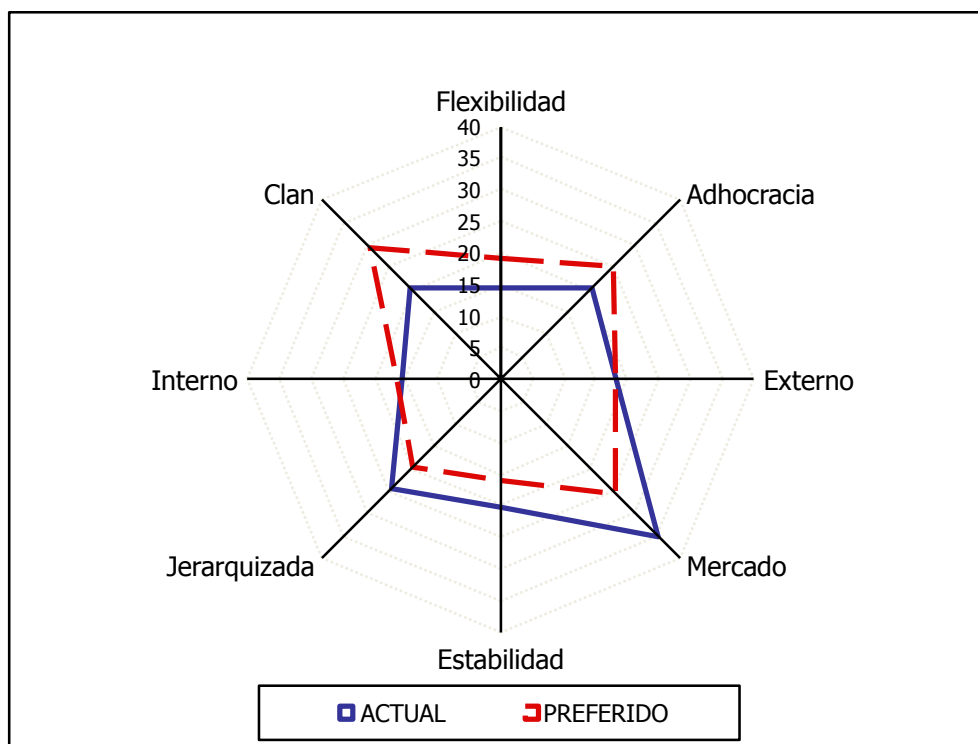 Flexibilidad
40
35
30
25
20
15
10
5
0
Clan
Adhocracia
Interno
Externo
Jerarquizada
Mercado
Estabilidad
ACTUAL PREFERIDO